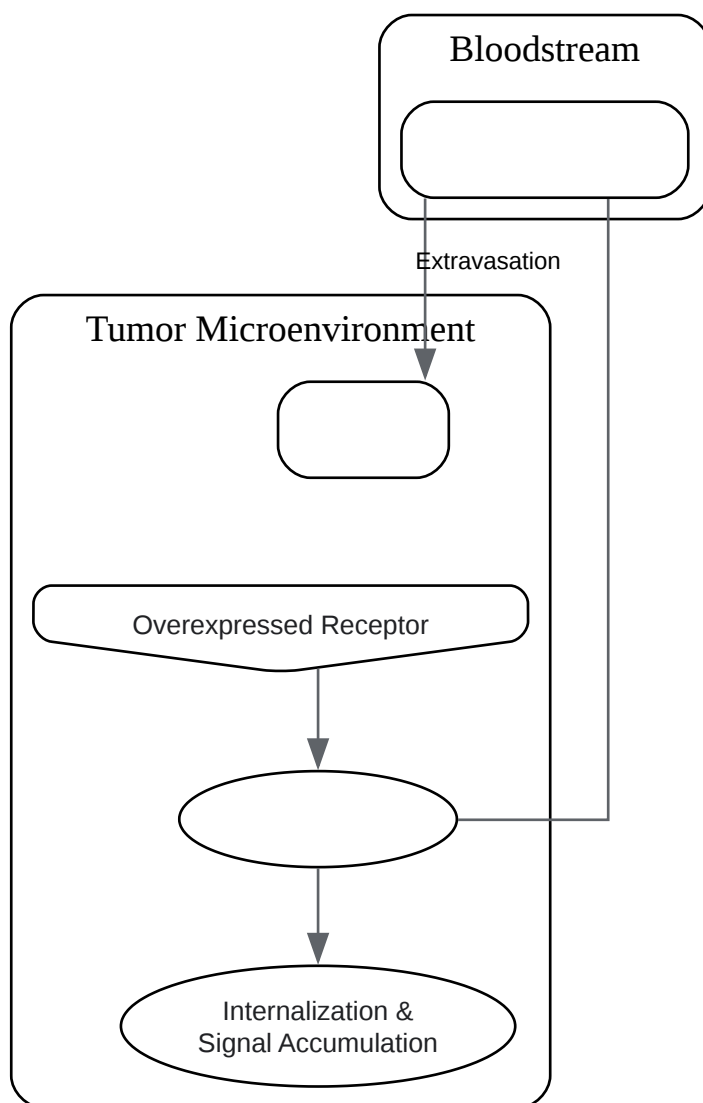 Bloodstream
Extravasation
Tumor Microenvironment
Overexpressed Receptor
Internalization &
Signal Accumulation